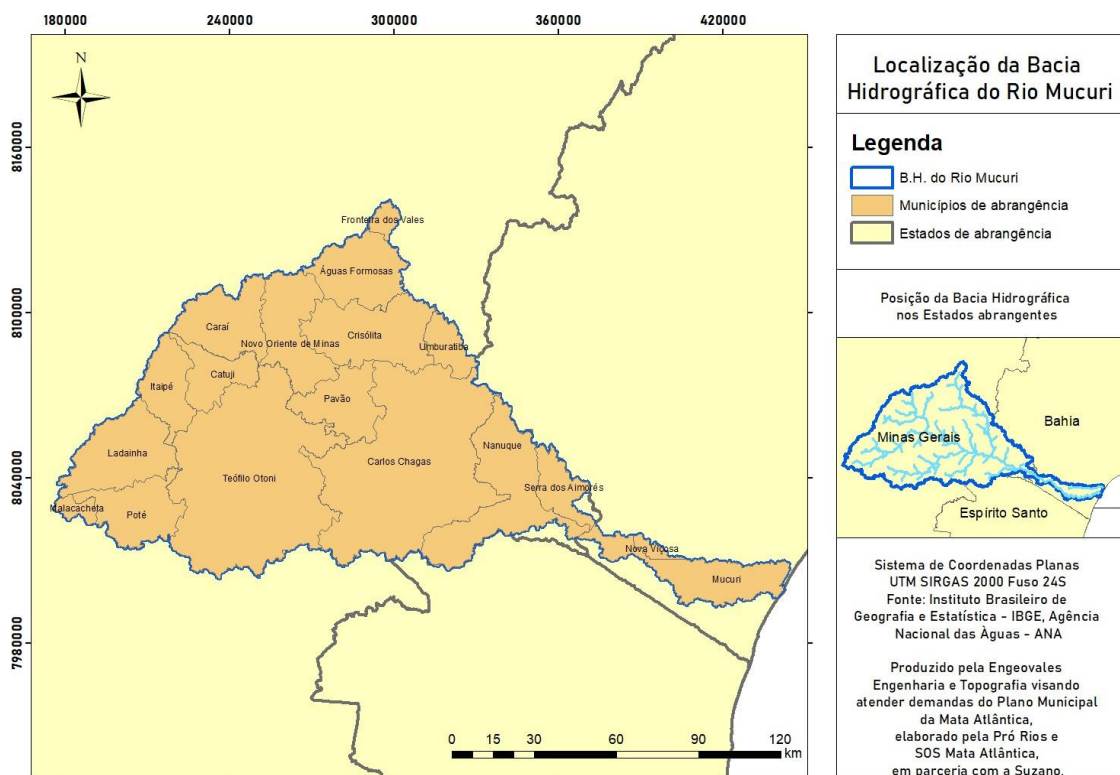 180000
240000
300000
360000
420000
N
8160000
8100000
8040000
7980000
Fronteira dos Vales
Águas Formosas
Caraí
Novo Oriente de Minas
Crisólita
Umburatiba
Catuji
Itaipé
Pavão
Ladainha
Nanuque
Carlos Chagas
Teófilo Otoni
Serra dos Aimorés
Malacacheta
Poté
Nova Viçosa
Mucuri
0 15 30 60 90 120
km
Localização da Bacia
Hidrográfica do Rio Mucuri
Legenda
B.H. do Rio Mucuri
Municípios de abrangência
Estados de abrangência
Posição da Bacia Hidrográfica
nos Estados abrangentes
Bahia
Minas Gerais
Espírito Santo
Sistema de Coordenadas Planas
UTM SIRGAS 2000 Fuso 24S
Fonte: Instituto Brasileiro de
Geografia e Estatística - IBGE, Agência
Nacional das Àguas - ANA
Produzido pela Engeovales
Engenharia e Topografia visando
atender demandas do Plano Municipal
da Mata Atlântica,
elaborado pela Pró Rios e
SOS Mata Atlântica,
em parceria com a Suzano.